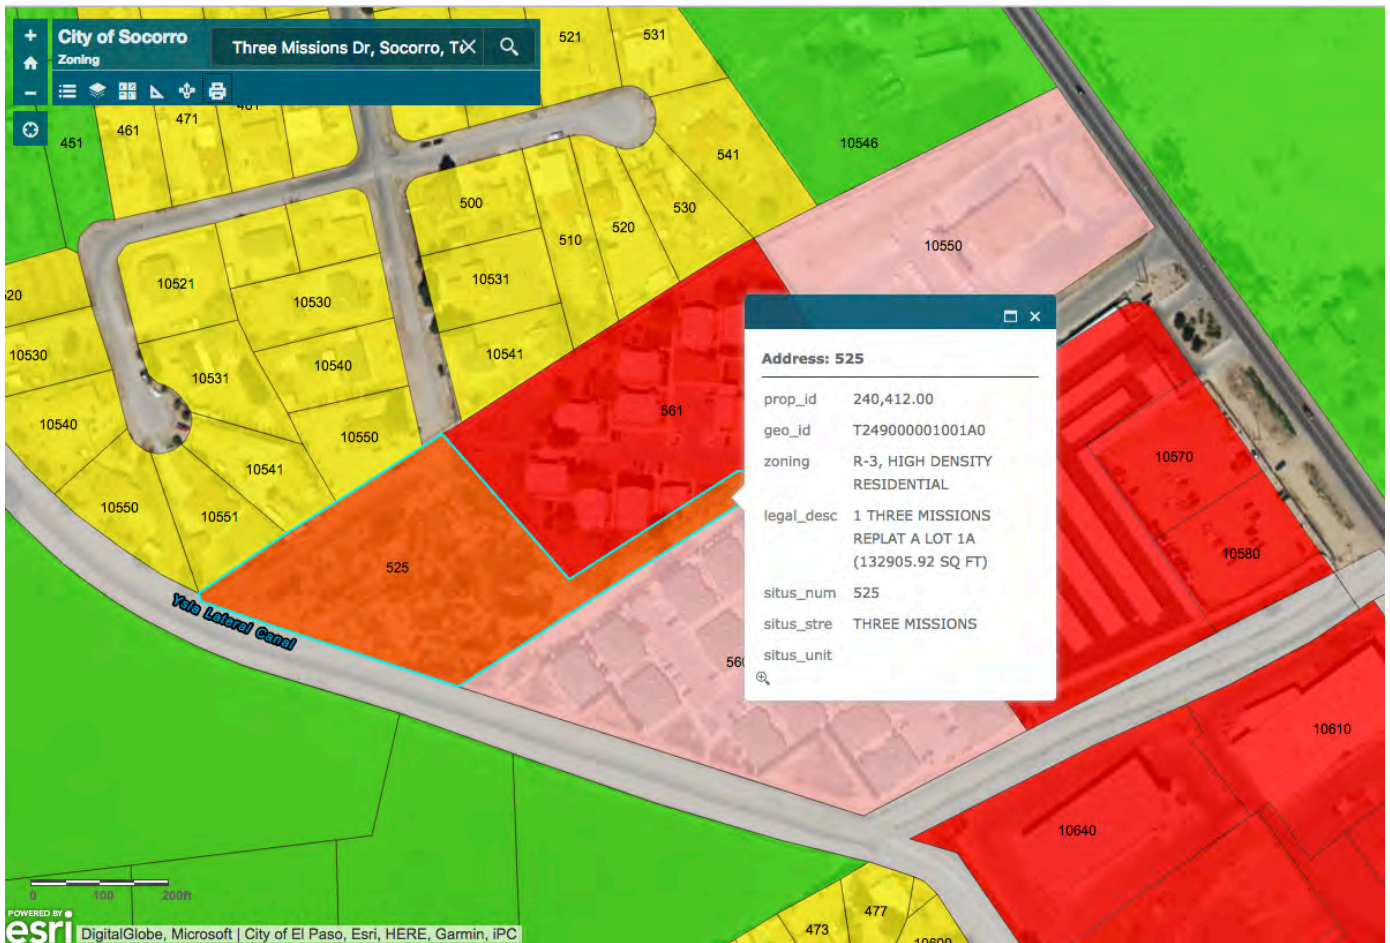 City of Socorro
Zoning
Three Missions Dr, Socorro, T
521
531
451
461
471
541
10546
500
510
520
530
10550
10521
10530
10531
20
10530
10540
10541
10531
561
10540
10550
10541
10550
10551
525
Ysla Lateral Canal
Address: 525
prop_id 240,412.00
geo_id T249000001001A0
zoning R-3, HIGH DENSITY
RESIDENTIAL
legal_desc 1 THREE MISSIONS
REPLAT A LOT 1A
(132905.92 SQ FT)
situs_num 525
situs_stre THREE MISSIONS
situs_unit
10570
10580
10610
10640
473
477
0 100 200ft
POWERED BY
esri
DigitalGlobe, Microsoft | City of El Paso, Esri, HERE, Garmin, iPC